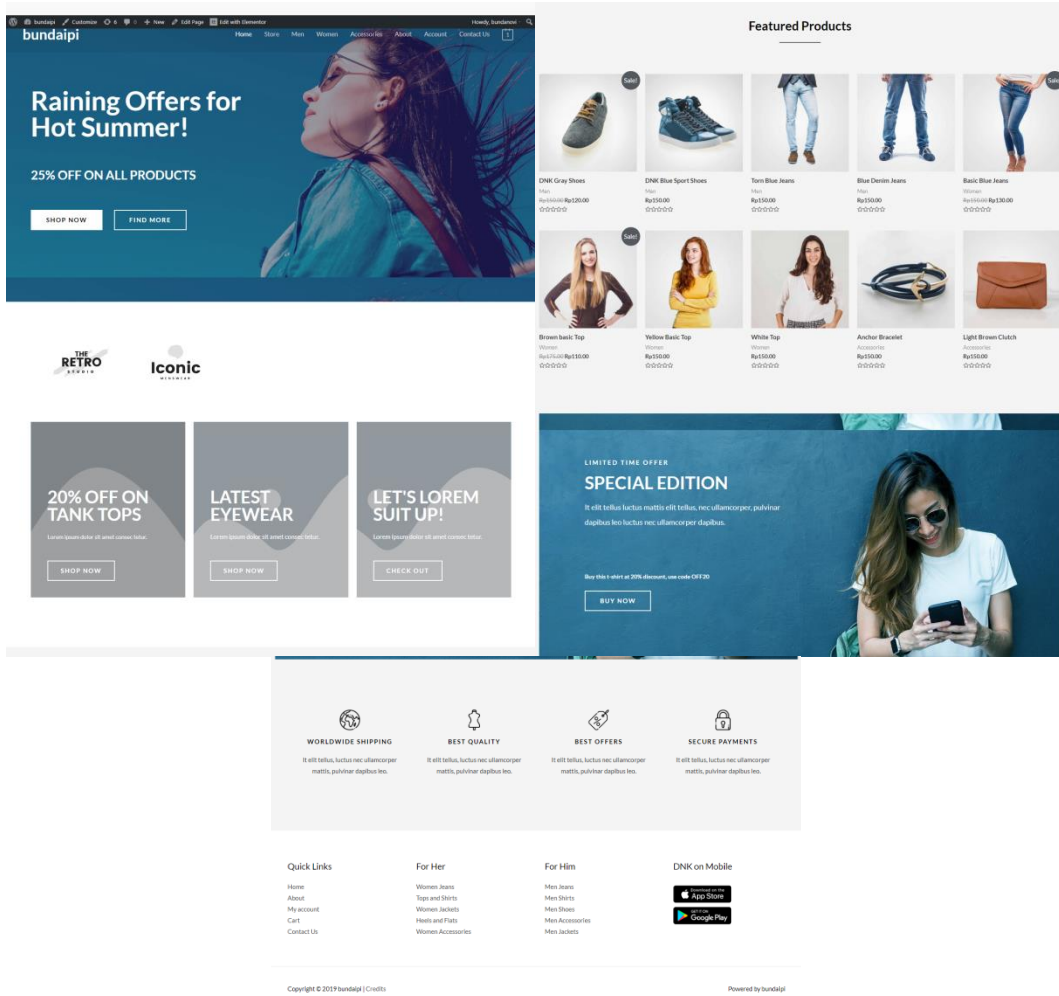 bundaipi Customize 6 0 New Edit Page Edit with Elementor Howdy, bundanovi
bundaipi
Home Store Men Women Accessories About Account Contact Us 1
Raining Offers for
Hot Summer!
25% OFF ON ALL PRODUCTS
SHOP NOW FIND MORE
THE
RETRO
STUDIO
Iconic
MENSWEAR
20% OFF ON
TANK TOPS
Lorem ipsum dolor sit amet consec tetur.
SHOP NOW
LATEST
EYEWEAR
Lorem ipsum dolor sit amet consec tetur.
SHOP NOW
LET'S LOREM
SUIT UP!
Lorem ipsum dolor sit amet consec tetur.
CHECK OUT
Featured Products
Sale!
DNK Gray Shoes
Men
Rp150.00 Rp120.00
DNK Blue Sport Shoes
Men
Rp150.00
Torn Blue Jeans
Men
Rp150.00
Blue Denim Jeans
Men
Rp150.00
Sale!
Basic Blue Jeans
Women
Rp150.00 Rp130.00
Sale!
Brown basic Top
Women
Rp175.00 Rp110.00
Yellow Basic Top
Women
Rp150.00
White Top
Women
Rp150.00
Anchor Bracelet
Accessories
Rp150.00
Light Brown Clutch
Accessories
Rp150.00
LIMITED TIME OFFER
SPECIAL EDITION
It elit tellus luctus mattis elit tellus, nec ullamcorper, pulvinar
dapibus leo luctus nec ullamcorper dapibus.
Buy this t-shirt at 20% discount, use code OFF20
BUY NOW
WORLDWIDE SHIPPING
It elit tellus, luctus nec ullamcorper
mattis, pulvinar dapibus leo.
BEST QUALITY
It elit tellus, luctus nec ullamcorper
mattis, pulvinar dapibus leo.
BEST OFFERS
It elit tellus, luctus nec ullamcorper
mattis, pulvinar dapibus leo.
SECURE PAYMENTS
It elit tellus, luctus nec ullamcorper
mattis, pulvinar dapibus leo.
Quick Links
Home
About
My account
Cart
Contact Us
For Her
Women Jeans
Tops and Shirts
Women Jackets
Heels and Flats
Women Accessories
For Him
Men Jeans
Men Shirts
Men Shoes
Men Accessories
Men Jackets
DNK on Mobile
Download on the
App Store
GET IT ON
Google Play
Copyright © 2019 bundaipi | Credits
Powered by bundaipi